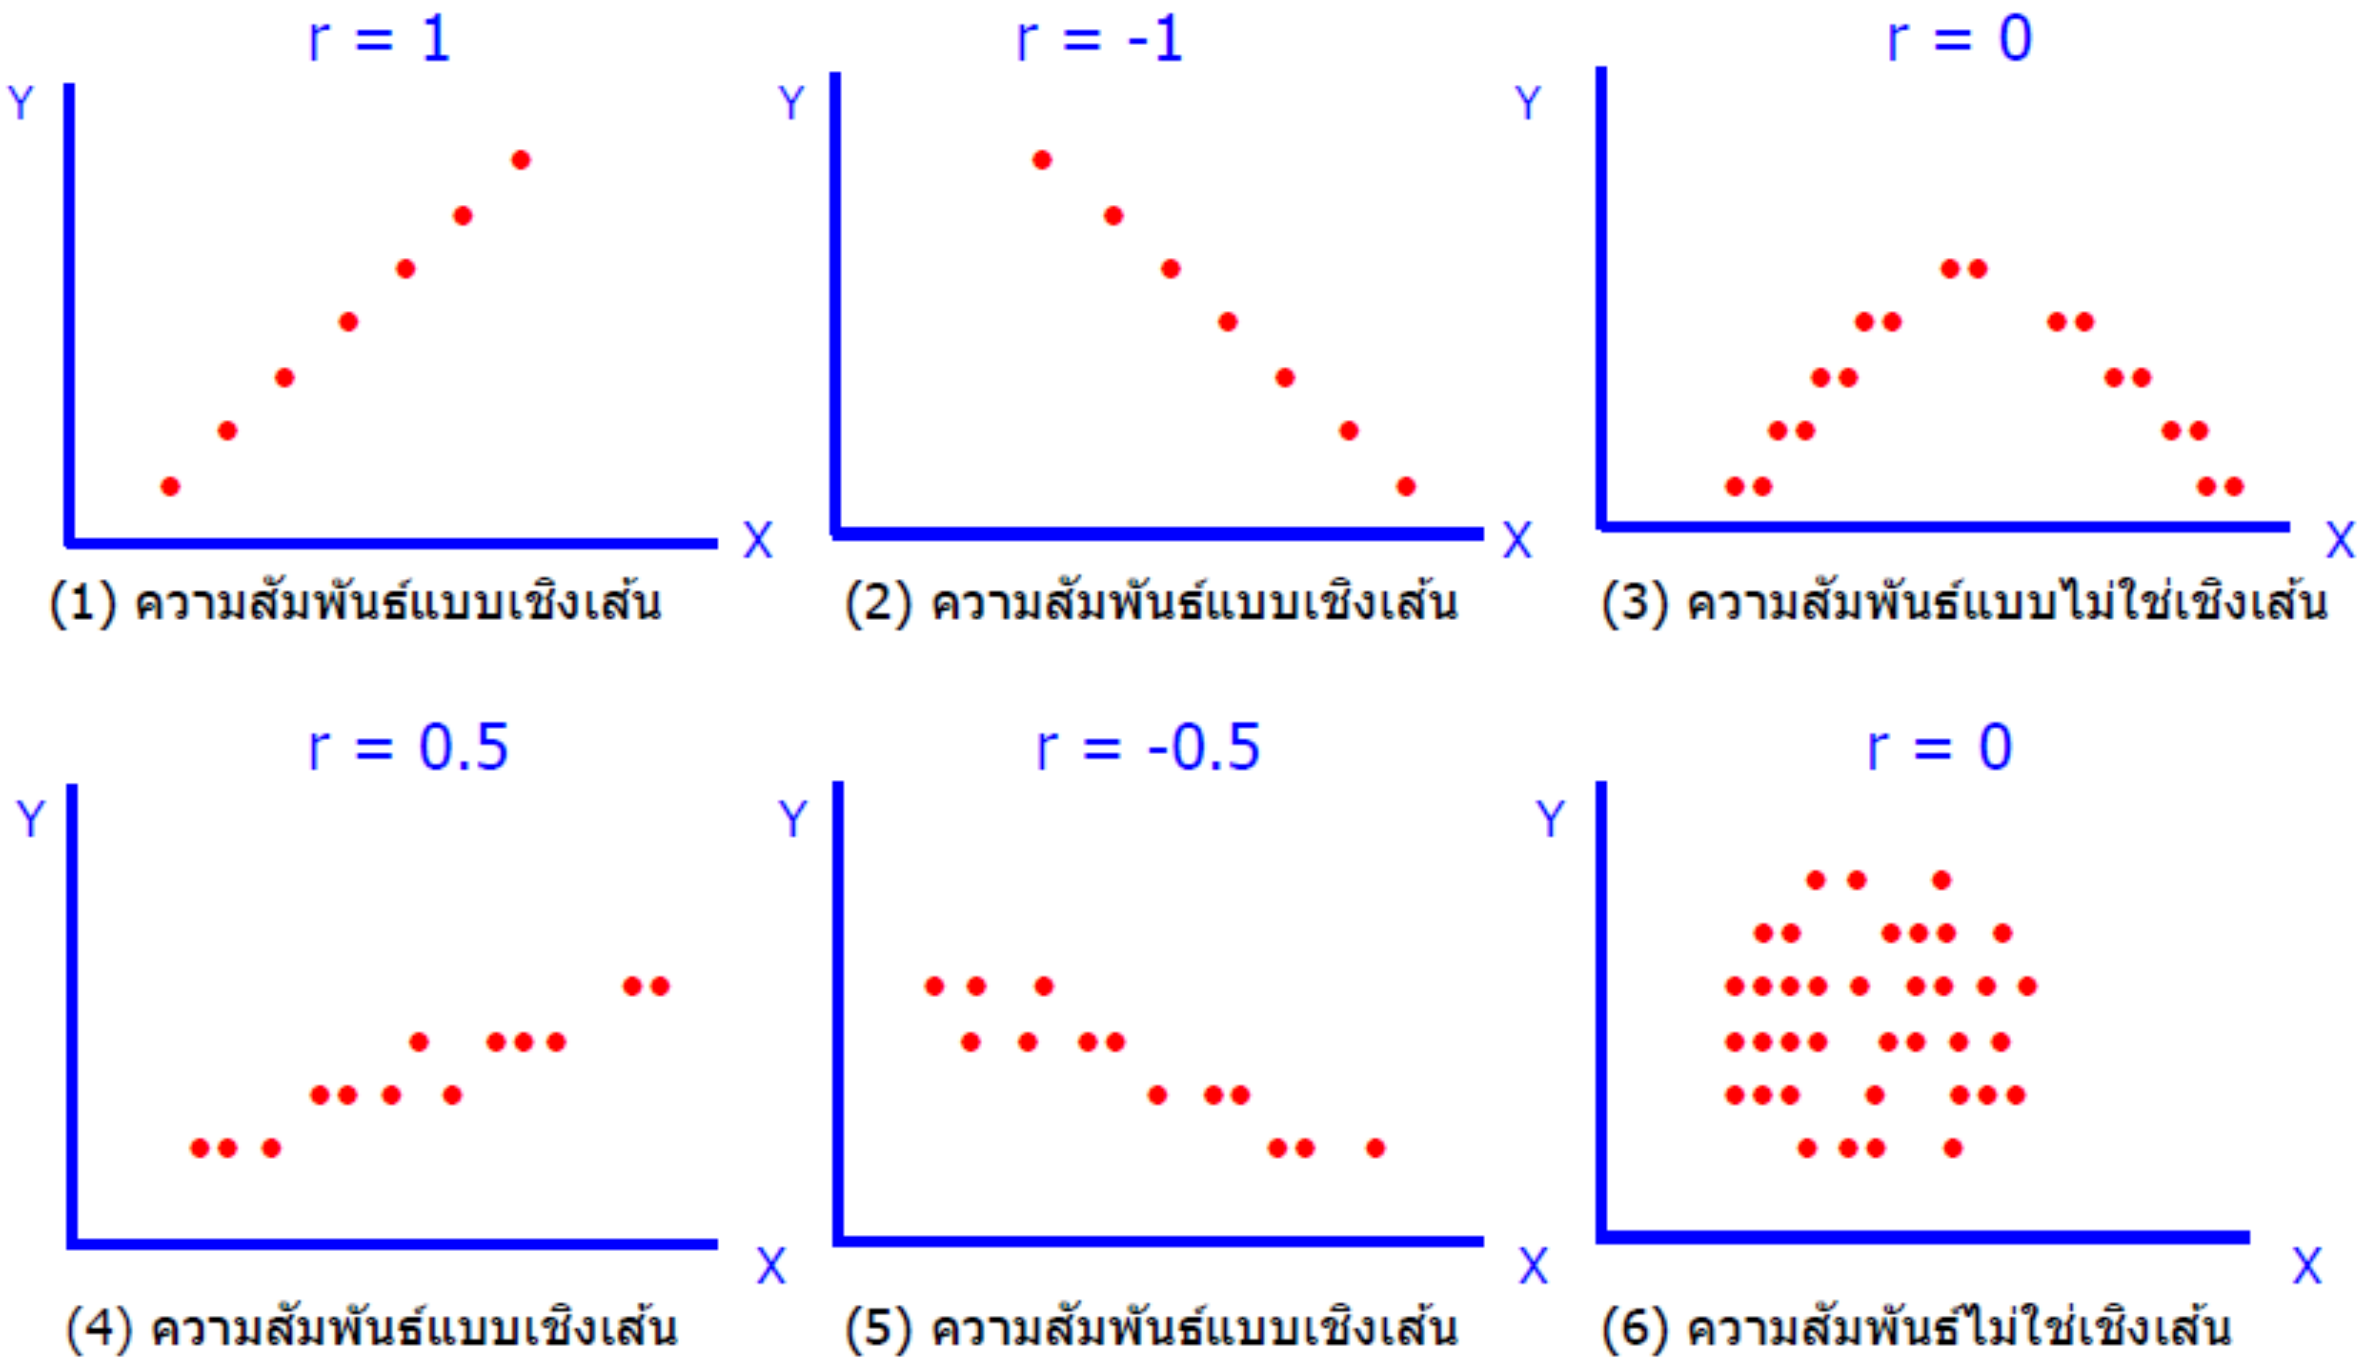 r = 1
Y
X
(1) ความสัมพันธ์แบบเชิงเส้น
r = -1
Y
X
(2) ความสัมพันธ์แบบเชิงเส้น
r = 0
Y
X
(3) ความสัมพันธ์แบบไม่ใช่เชิงเส้น
r = 0.5
Y
X
(4) ความสัมพันธ์แบบเชิงเส้น
r = -0.5
Y
X
(5) ความสัมพันธ์แบบเชิงเส้น
r = 0
Y
X
(6) ความสัมพันธ์ไม่ใช่เชิงเส้น